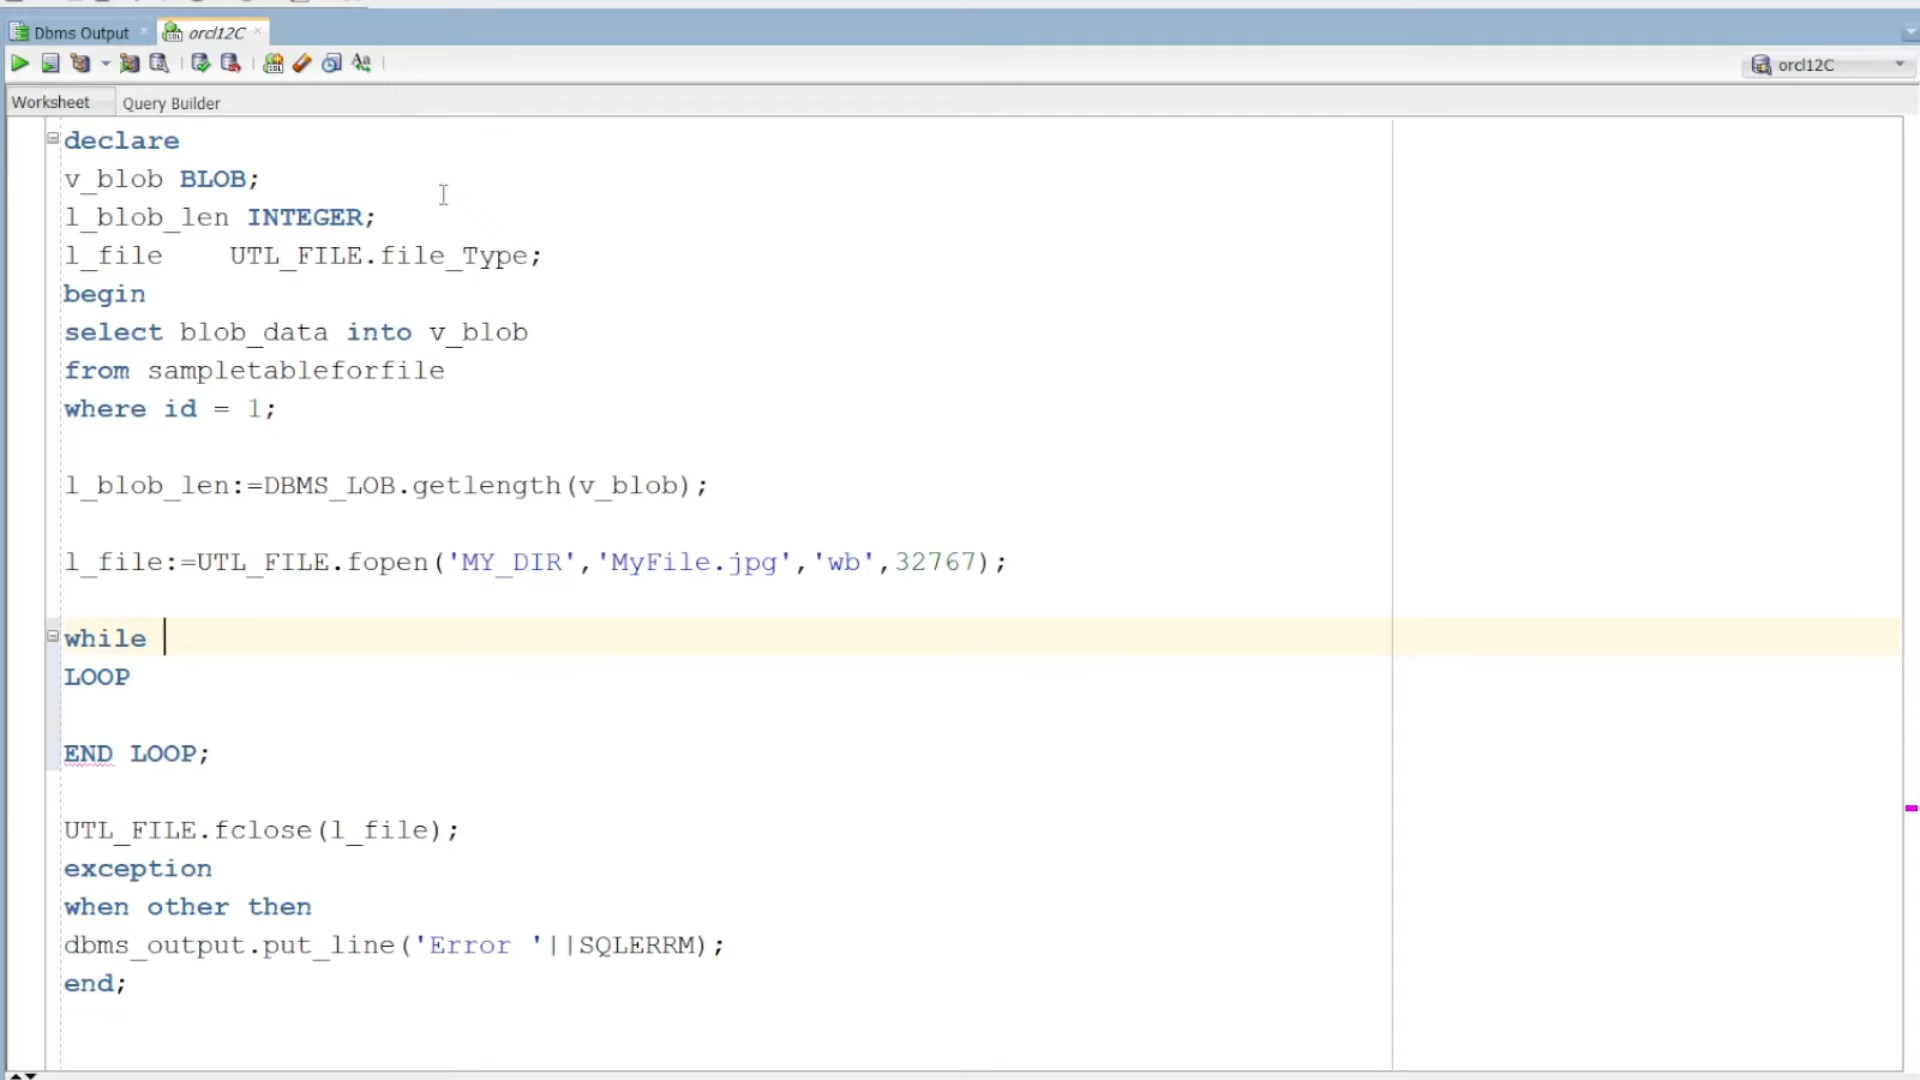 Dbms Output
orcl12C
orcl12C
Worksheet
Query Builder
declare
v_blob BLOB;
l_blob_len INTEGER;
l_file    UTL_FILE.file_Type;
begin
select blob_data into v_blob
from sampletableforfile
where id = 1;
l_blob_len:=DBMS_LOB.getlength(v_blob);
l_file:=UTL_FILE.fopen('MY_DIR','MyFile.jpg','wb',32767);
while
LOOP
END LOOP;
UTL_FILE.fclose(l_file);
exception
when other then
dbms_output.put_line('Error '||SQLERRM);
end;